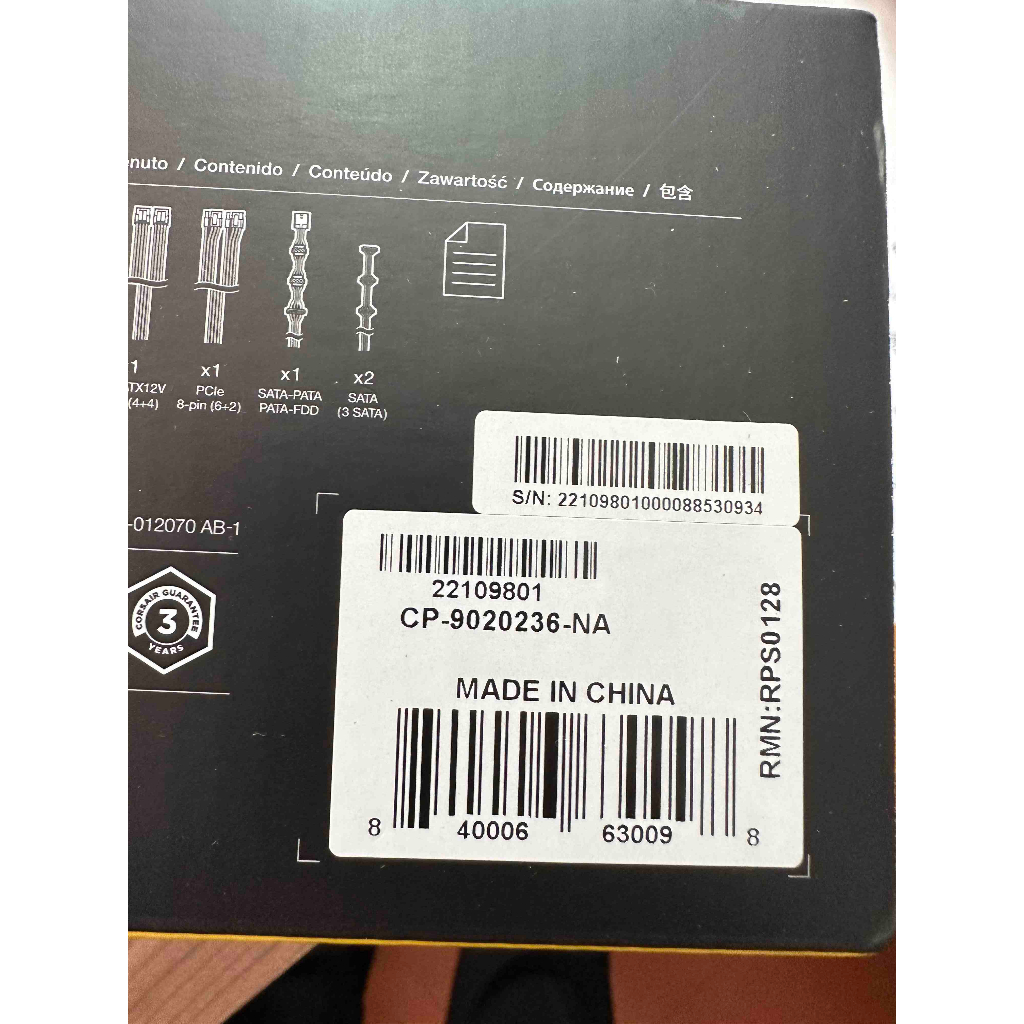 enuto / Contenido / Conteúdo / Zawartość / Содержание / 包含
1
x1
x1
x2
TX12V
(4+4)
PCIe
8-pin (6+2)
SATA-PATA
PATA-FDD
SATA
(3 SATA)
S/N: 22109801000088530934
-012070 AB-1
22109801
CP-9020236-NA
CORSAIR GUARANTEE
3
YEARS
MADE IN CHINA
RMN:RPS0128
8 40006 63009 8